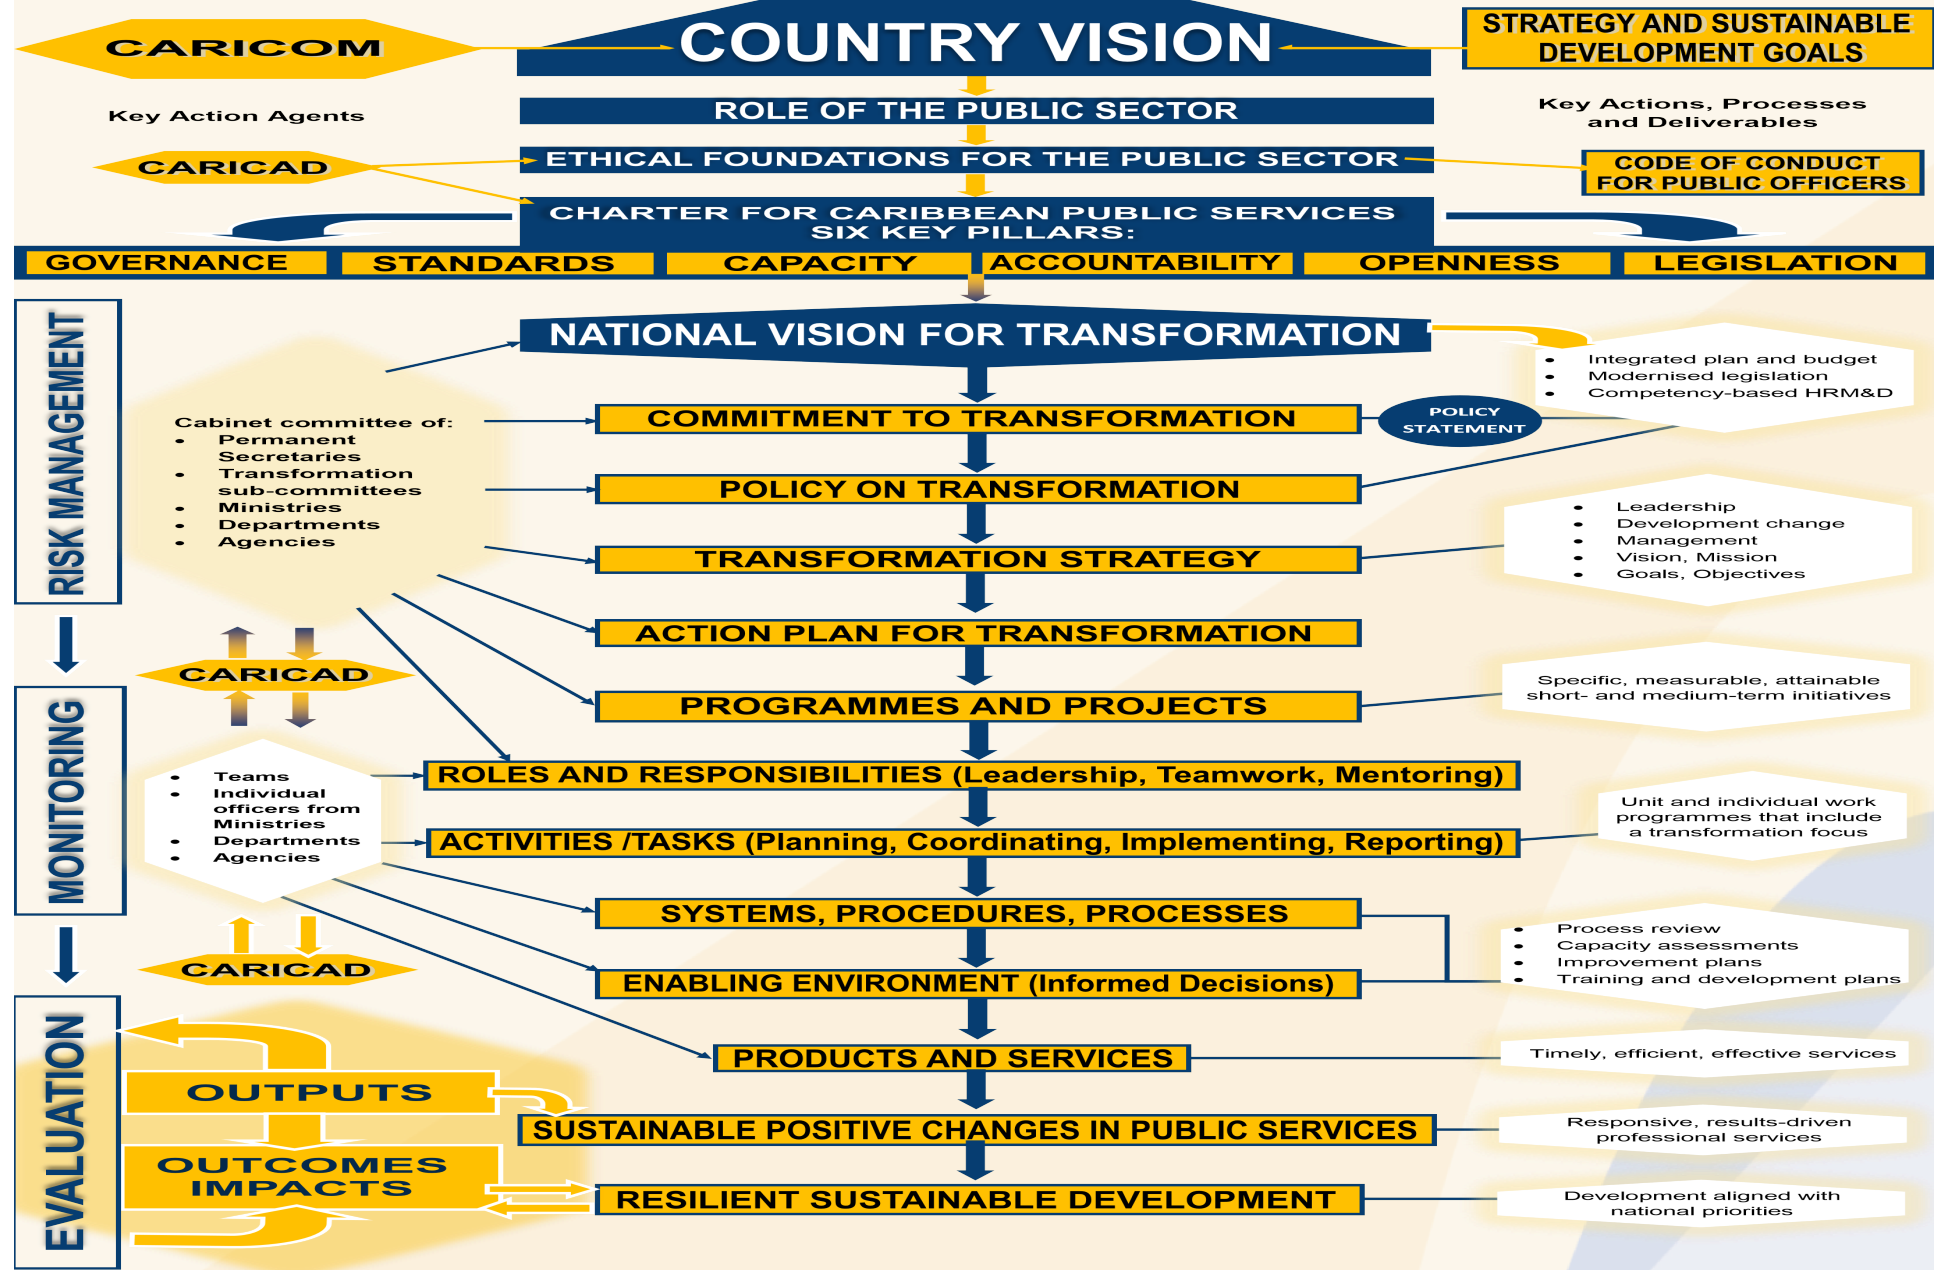 CARICOM
COUNTRY VISION
STRATEGY AND SUSTAINABLE
DEVELOPMENT GOALS
Key Action Agents
ROLE OF THE PUBLIC SECTOR
Key Actions, Processes
and Deliverables
CARICAD
ETHICAL FOUNDATIONS FOR THE PUBLIC SECTOR
CODE OF CONDUCT
FOR PUBLIC OFFICERS
CHARTER FOR CARIBBEAN PUBLIC SERVICES
SIX KEY PILLARS:
GOVERNANCE
STANDARDS
CAPACITY
ACCOUNTABILITY
OPENNESS
LEGISLATION
RISK MANAGEMENT
NATIONAL VISION FOR TRANSFORMATION
• Integrated plan and budget
• Modernised legislation
• Competency-based HRM&D
Cabinet committee of:
• Permanent
Secretaries
• Transformation
sub-committees
• Ministries
• Departments
• Agencies
COMMITMENT TO TRANSFORMATION
POLICY
STATEMENT
POLICY ON TRANSFORMATION
• Leadership
• Development change
• Management
• Vision, Mission
• Goals, Objectives
TRANSFORMATION STRATEGY
ACTION PLAN FOR TRANSFORMATION
CARICAD
PROGRAMMES AND PROJECTS
Specific, measurable, attainable
short- and medium-term initiatives
MONITORING
• Teams
• Individual
officers from
Ministries
• Departments
• Agencies
ROLES AND RESPONSIBILITIES (Leadership, Teamwork, Mentoring)
ACTIVITIES /TASKS (Planning, Coordinating, Implementing, Reporting)
Unit and individual work
programmes that include
a transformation focus
SYSTEMS, PROCEDURES, PROCESSES
• Process review
• Capacity assessments
• Improvement plans
• Training and development plans
CARICAD
ENABLING ENVIRONMENT (Informed Decisions)
EVALUATION
PRODUCTS AND SERVICES
Timely, efficient, effective services
OUTPUTS
SUSTAINABLE POSITIVE CHANGES IN PUBLIC SERVICES
Responsive, results-driven
professional services
OUTCOMES
IMPACTS
RESILIENT SUSTAINABLE DEVELOPMENT
Development aligned with
national priorities